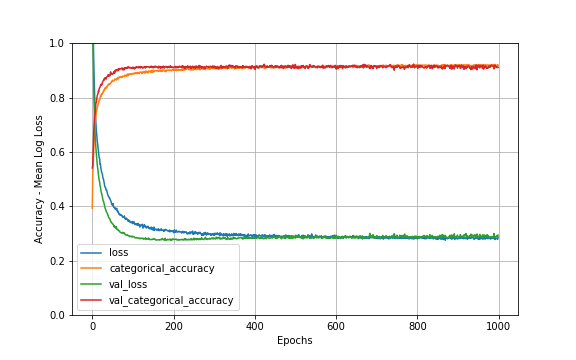 1.0
0.8
0.6
0.4
0.2
0.0
Accuracy - Mean Log Loss
loss
categorical_accuracy
val_loss
val_categorical_accuracy
0 200 400 600 800 1000
Epochs